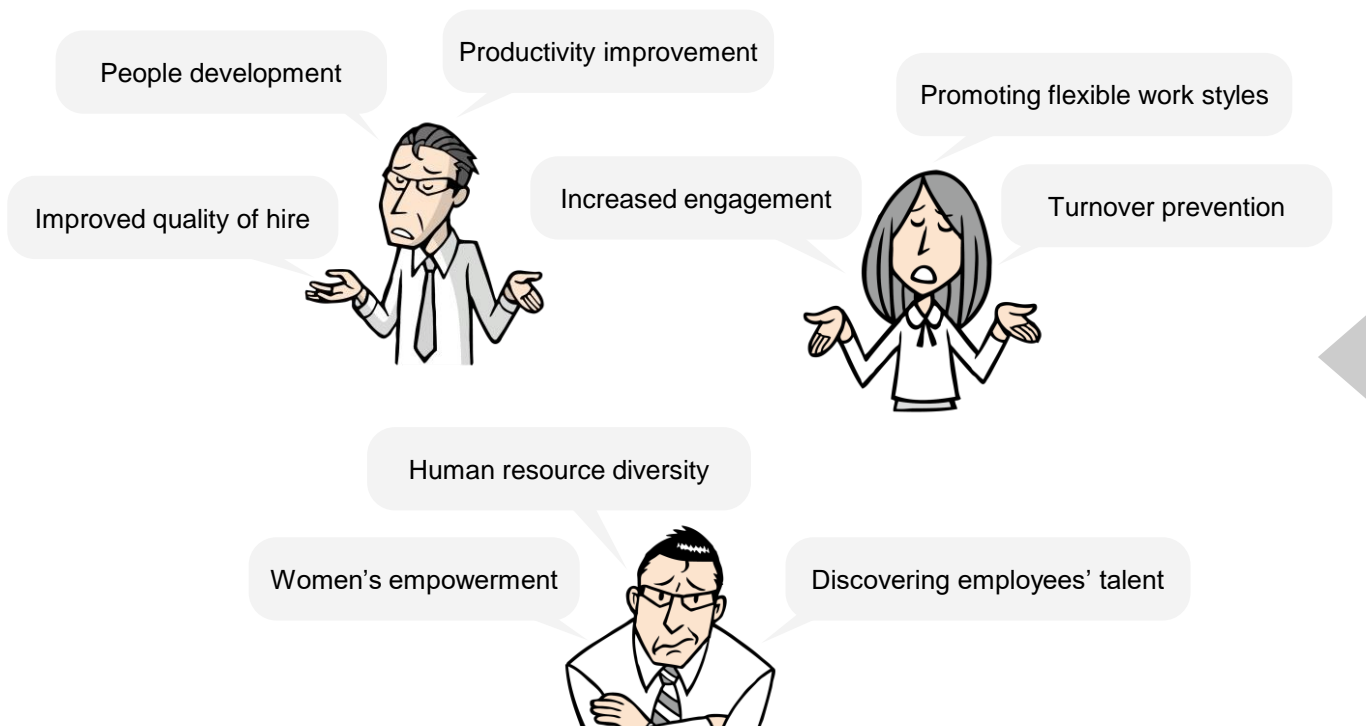 People development
Productivity improvement
Promoting flexible work styles
Improved quality of hire
Increased engagement
Turnover prevention
Human resource diversity
Women’s empowerment
Discovering employees’ talent